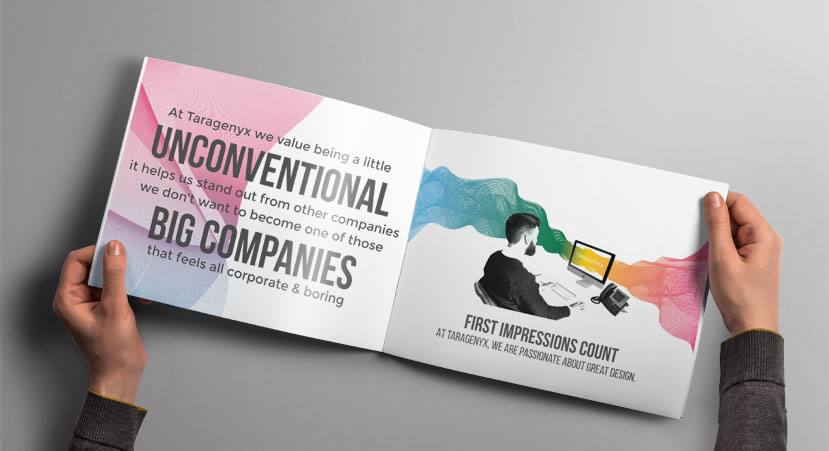 At Taragenyx we value being a little
UNCONVENTIONAL
it helps us stand out from other companies
we don't want to become one of those
BIG COMPANIES
that feels all corporate & boring
TARAGENYX
FIRST IMPRESSIONS COUNT
AT TARAGENYX, WE ARE PASSIONATE ABOUT GREAT DESIGN.